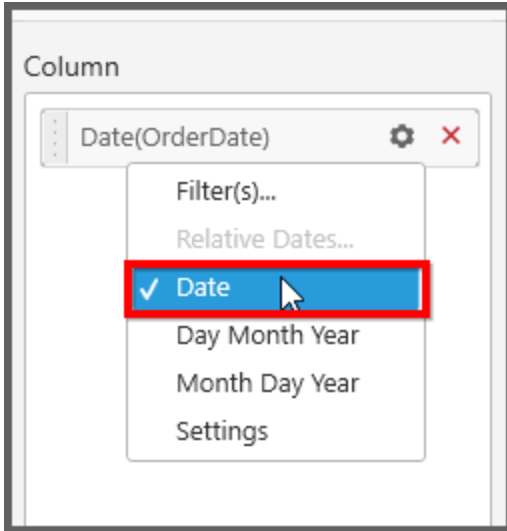 Column
Date(OrderDate)
Filter(s)...
Relative Dates...
Date
Day Month Year
Month Day Year
Settings